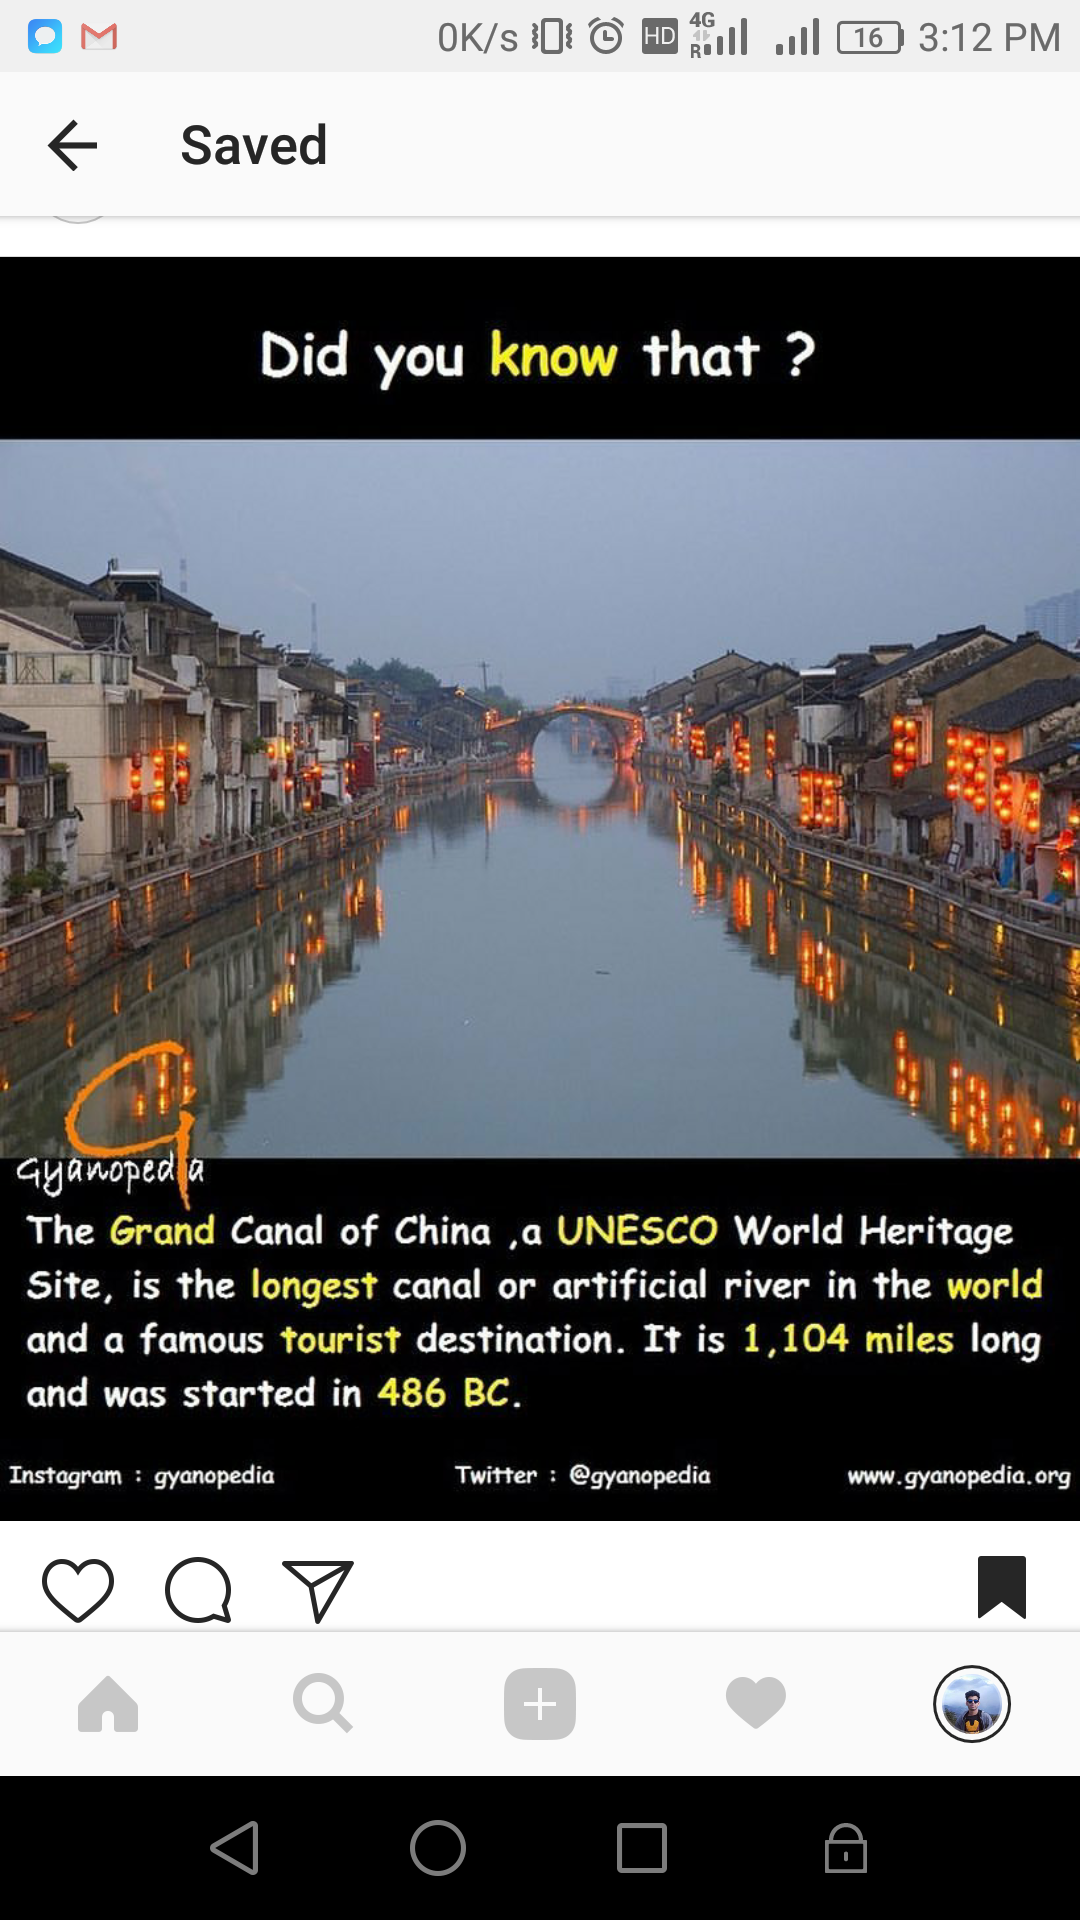 0K/s HD 4G R 16 3:12 PM
Saved
Did you know that ?
Gyanopedia
The Grand Canal of China ,a UNESCO World Heritage
Site, is the longest canal or artificial river in the world
and a famous tourist destination. It is 1,104 miles long
and was started in 486 BC.
Instagram : gyanopedia Twitter : @gyanopedia www.gyanopedia.org